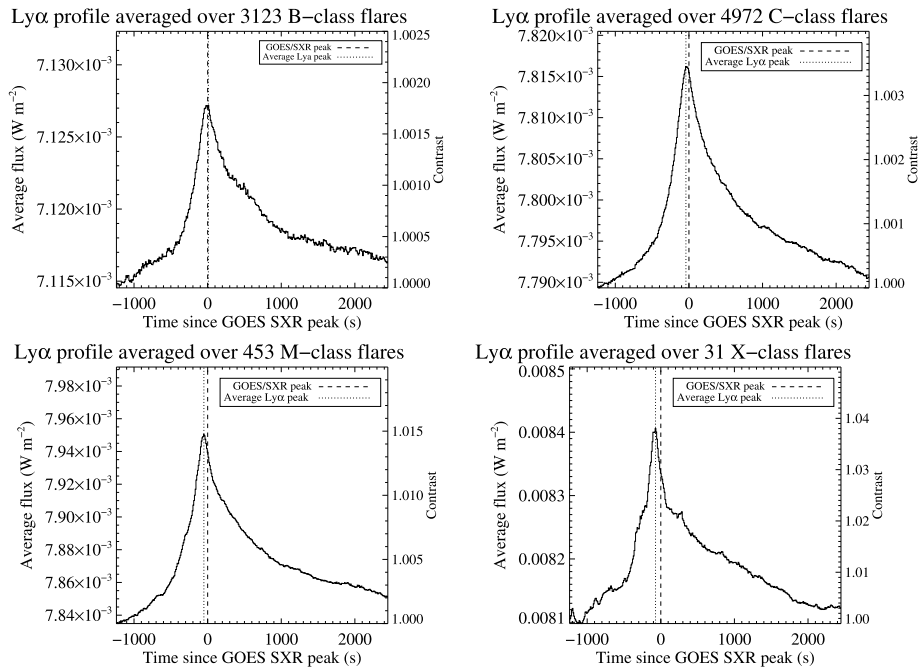 Lyα profile averaged over 3123 B−class flares
GOES/SXR peak
Average Lya peak
7.130×10⁻³
7.125×10⁻³
7.120×10⁻³
7.115×10⁻³
Average flux (W m⁻²)
1.0025
1.0020
1.0015
1.0010
1.0005
1.0000
Contrast
−1000 0 1000 2000
Time since GOES SXR peak (s)
Lyα profile averaged over 4972 C−class flares
GOES/SXR peak
Average Lyα peak
7.820×10⁻³
7.815×10⁻³
7.810×10⁻³
7.805×10⁻³
7.800×10⁻³
7.795×10⁻³
7.790×10⁻³
Average flux (W m⁻²)
1.003
1.002
1.001
1.000
Contrast
−1000 0 1000 2000
Time since GOES SXR peak (s)
Lyα profile averaged over 453 M−class flares
GOES/SXR peak
Average Lyα peak
7.98×10⁻³
7.96×10⁻³
7.94×10⁻³
7.92×10⁻³
7.90×10⁻³
7.88×10⁻³
7.86×10⁻³
7.84×10⁻³
Average flux (W m⁻²)
1.015
1.010
1.005
1.000
Contrast
−1000 0 1000 2000
Time since GOES SXR peak (s)
Lyα profile averaged over 31 X−class flares
GOES/SXR peak
Average Lyα peak
0.0085
0.0084
0.0083
0.0082
0.0081
Average flux (W m⁻²)
1.04
1.03
1.02
1.01
1.00
Contrast
−1000 0 1000 2000
Time since GOES SXR peak (s)